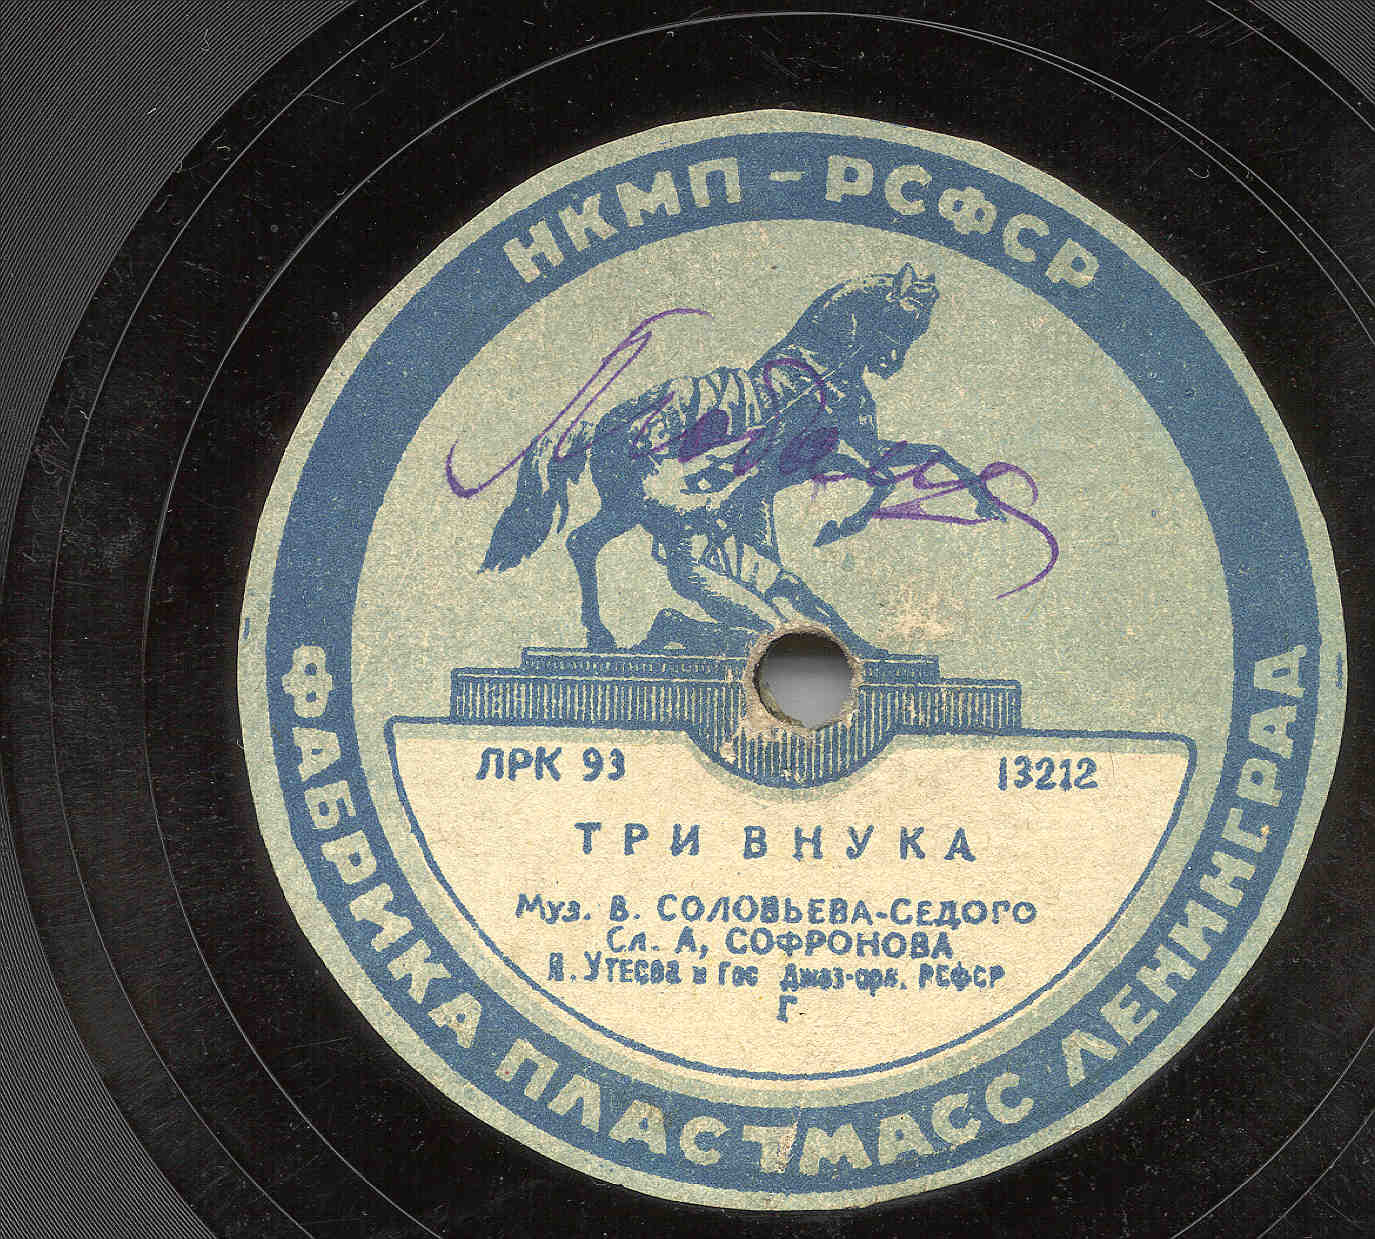 НКМП - РСФСР
ЛРК 93 13212
ТРИ ВНУКА
Муз. В. СОЛОВЬЕВА-СЕДОГО
Сл. А, СОФРОНОВА
Л. Утесов и Гос Джаз-орк. РСФСР
Г
ФАБРИКА ПЛАСТМАСС ЛЕНИНГРАД